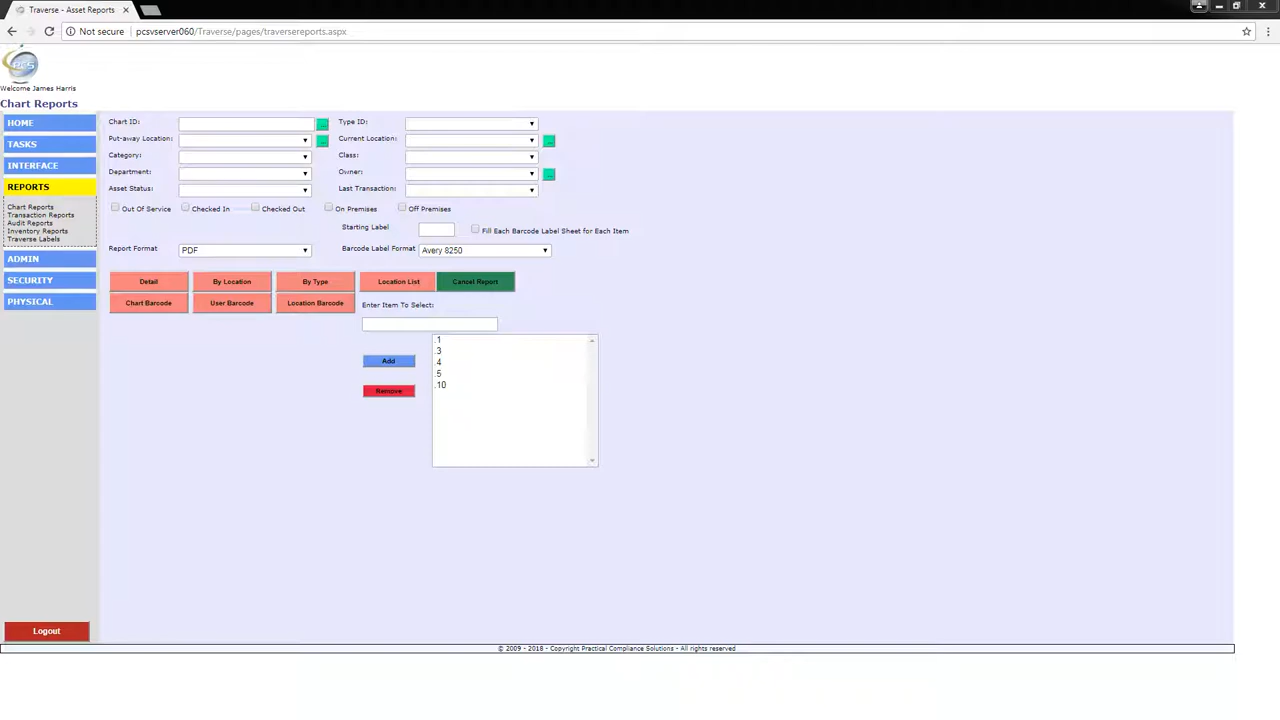 Traverse - Asset Reports
Not secure
pcsvserver060/Traverse/pages/traversereports.aspx
PCS
Welcome James Harris
Chart Reports
HOME
TASKS
INTERFACE
REPORTS
Chart Reports
Transaction Reports
Audit Reports
Inventory Reports
Traverse Labels
ADMIN
SECURITY
PHYSICAL
Logout
Chart ID:
...
Type ID:
Put-away Location:
...
Current Location:
...
Category:
Class:
Department:
Owner:
...
Asset Status:
Last Transaction:
Out Of Service
Checked In
Checked Out
On Premises
Off Premises
Starting Label
Fill Each Barcode Label Sheet for Each Item
Report Format
PDF
Barcode Label Format
Avery 8250
Detail
By Location
By Type
Location List
Cancel Report
Chart Barcode
User Barcode
Location Barcode
Enter Item To Select:
Add
Remove
.1
.3
.4
.5
.10
© 2009 - 2018 - Copyright Practical Compliance Solutions - All rights reserved